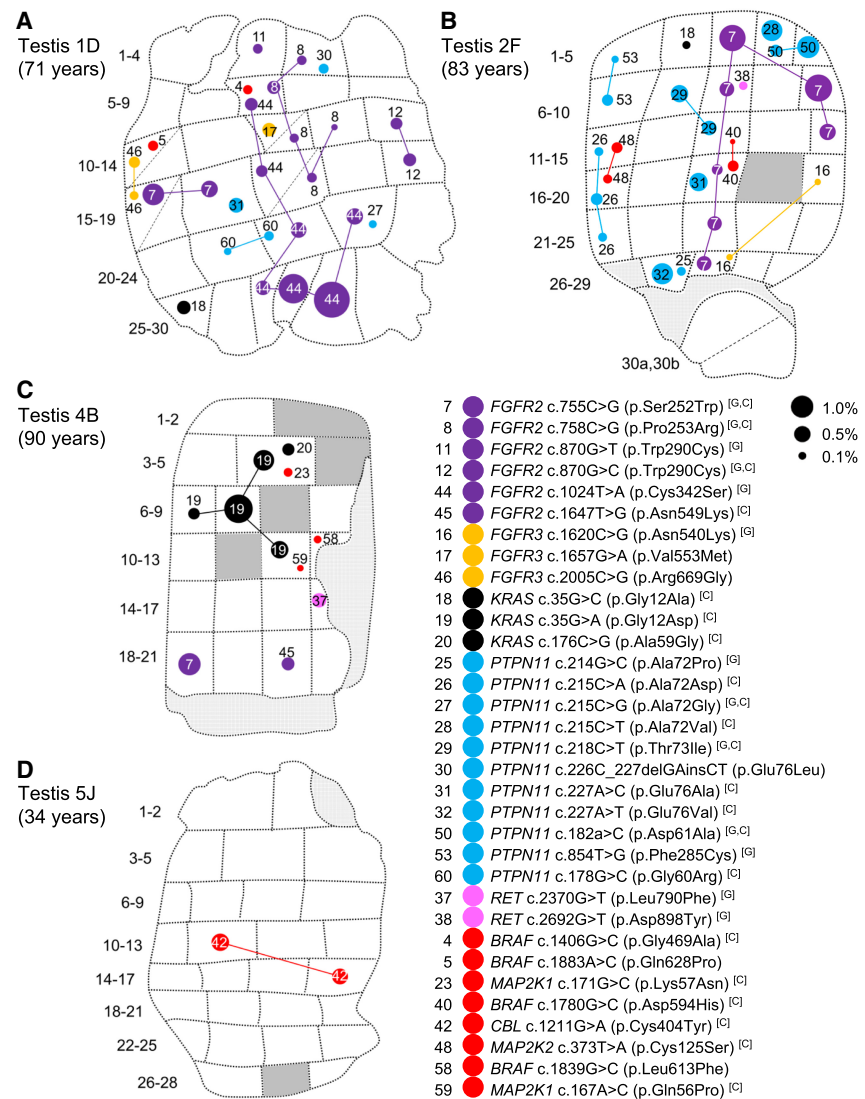 A
Testis 1D
(71 years)
1-4
5-9
10-14
15-19
20-24
25-30
11
8
30
4
8
44
17
8
8
12
5
46
44
8
12
46
7
7
31
44
44
27
60
60
44
44
44
18
B
Testis 2F
(83 years)
1-5
6-10
11-15
16-20
21-25
26-29
30a,30b
18
7
28
50
50
53
53
29
7
38
7
29
7
26
48
40
48
40
7
16
31
26
7
26
25
32
7
16
C
Testis 4B
(90 years)
1-2
3-5
6-9
10-13
14-17
18-21
20
19
23
19
19
58
19
59
37
7
45
D
Testis 5J
(34 years)
1-2
3-5
6-9
10-13
14-17
18-21
22-25
26-28
42
42
7 FGFR2 c.755C>G (p.Ser252Trp) [G,C]
8 FGFR2 c.758C>G (p.Pro253Arg) [G,C]
11 FGFR2 c.870G>T (p.Trp290Cys) [G]
12 FGFR2 c.870G>C (p.Trp290Cys) [G,C]
44 FGFR2 c.1024T>A (p.Cys342Ser) [G]
45 FGFR2 c.1647T>G (p.Asn549Lys) [C]
16 FGFR3 c.1620C>G (p.Asn540Lys) [G]
17 FGFR3 c.1657G>A (p.Val553Met)
46 FGFR3 c.2005C>G (p.Arg669Gly)
18 KRAS c.35G>C (p.Gly12Ala) [C]
19 KRAS c.35G>A (p.Gly12Asp) [C]
20 KRAS c.176C>G (p.Ala59Gly) [C]
25 PTPN11 c.214G>C (p.Ala72Pro) [G]
26 PTPN11 c.215C>A (p.Ala72Asp) [C]
27 PTPN11 c.215C>G (p.Ala72Gly) [G,C]
28 PTPN11 c.215C>T (p.Ala72Val) [C]
29 PTPN11 c.218C>T (p.Thr73Ile) [G,C]
30 PTPN11 c.226C_227delGAinsCT (p.Glu76Leu)
31 PTPN11 c.227A>C (p.Glu76Ala) [C]
32 PTPN11 c.227A>T (p.Glu76Val) [C]
50 PTPN11 c.182a>C (p.Asp61Ala) [G,C]
53 PTPN11 c.854T>G (p.Phe285Cys) [G]
60 PTPN11 c.178G>C (p.Gly60Arg) [C]
37 RET c.2370G>T (p.Leu790Phe) [G]
38 RET c.2692G>T (p.Asp898Tyr) [G]
4 BRAF c.1406G>C (p.Gly469Ala) [C]
5 BRAF c.1883A>C (p.Gln628Pro)
23 MAP2K1 c.171G>C (p.Lys57Asn) [C]
40 BRAF c.1780G>C (p.Asp594His) [C]
42 CBL c.1211G>A (p.Cys404Tyr) [C]
48 MAP2K2 c.373T>A (p.Cys125Ser) [C]
58 BRAF c.1839G>C (p.Leu613Phe)
59 MAP2K1 c.167A>C (p.Gln56Pro) [C]
1.0%
0.5%
0.1%